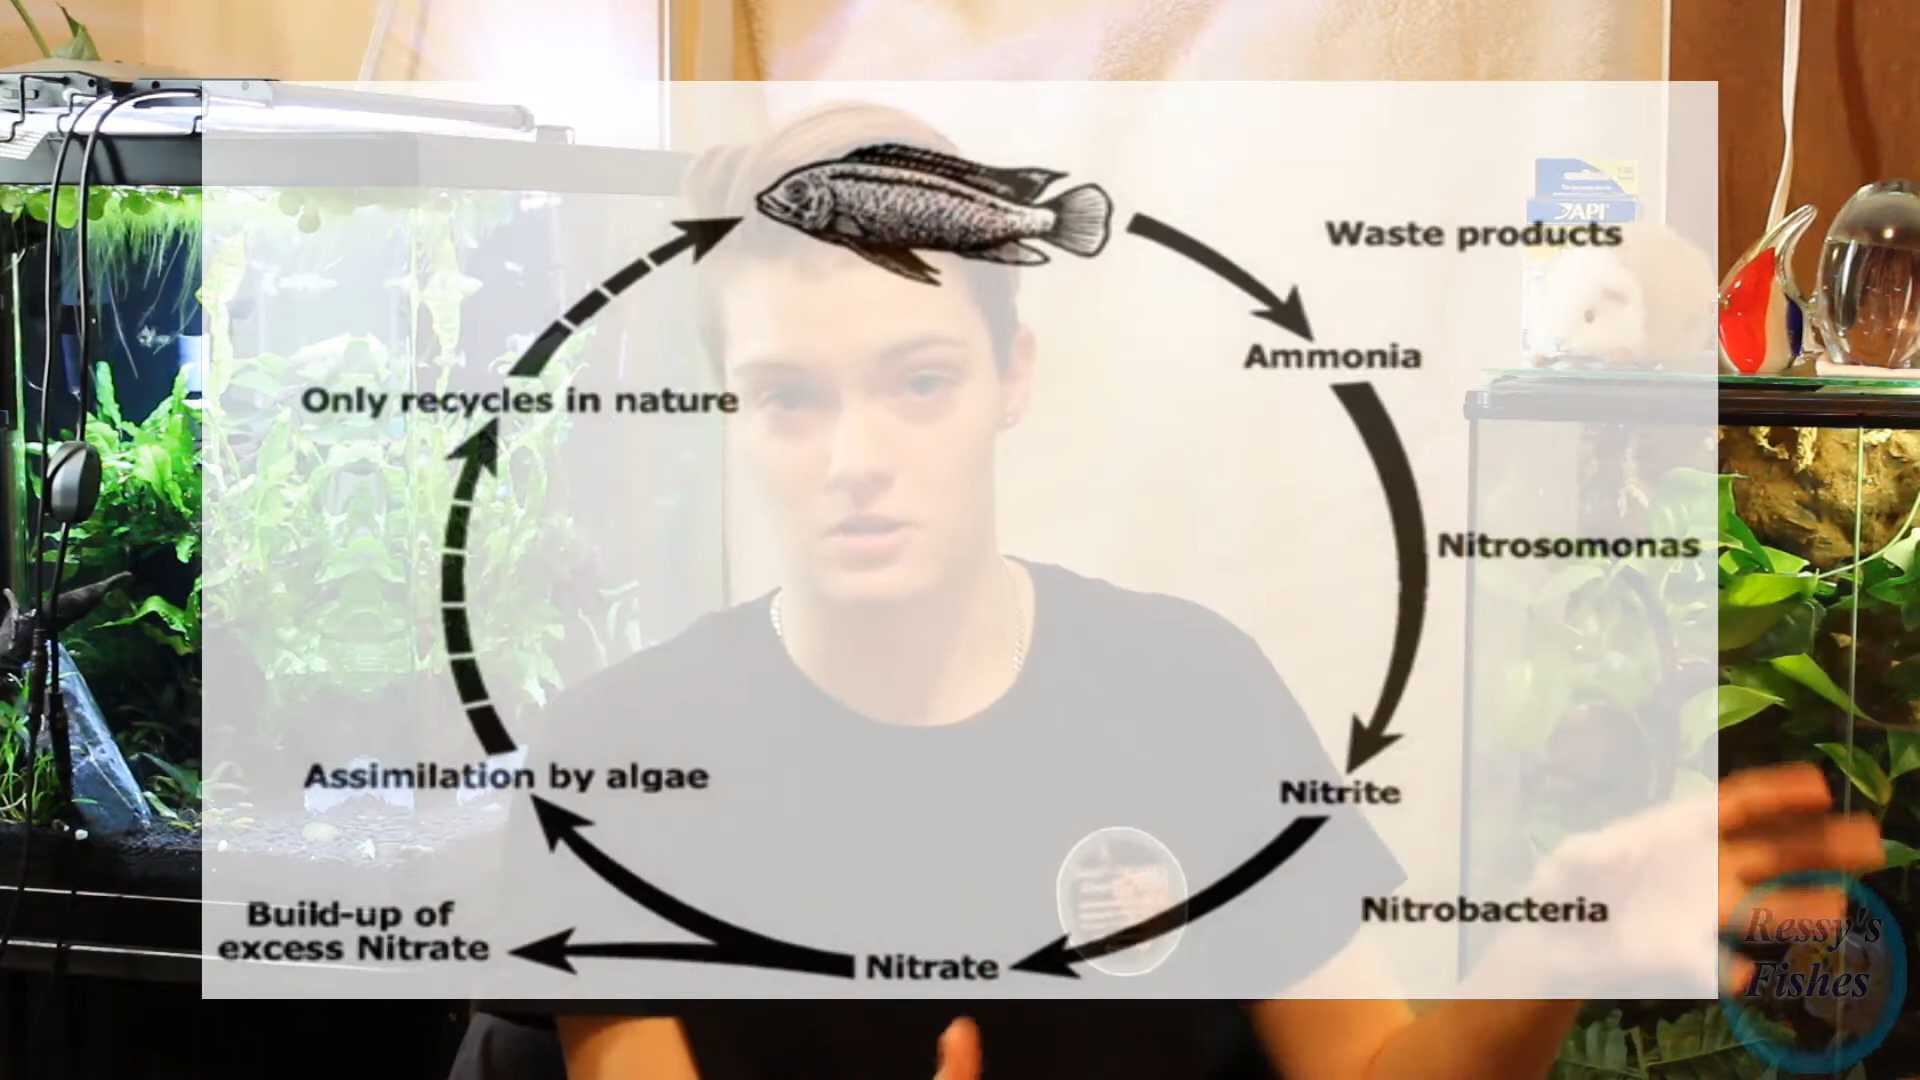 API
Waste products
Ammonia
Only recycles in nature
Nitrosomonas
Assimilation by algae
Nitrite
Build-up of
excess Nitrate
Nitrobacteria
Nitrate
Ressy's
Fishes